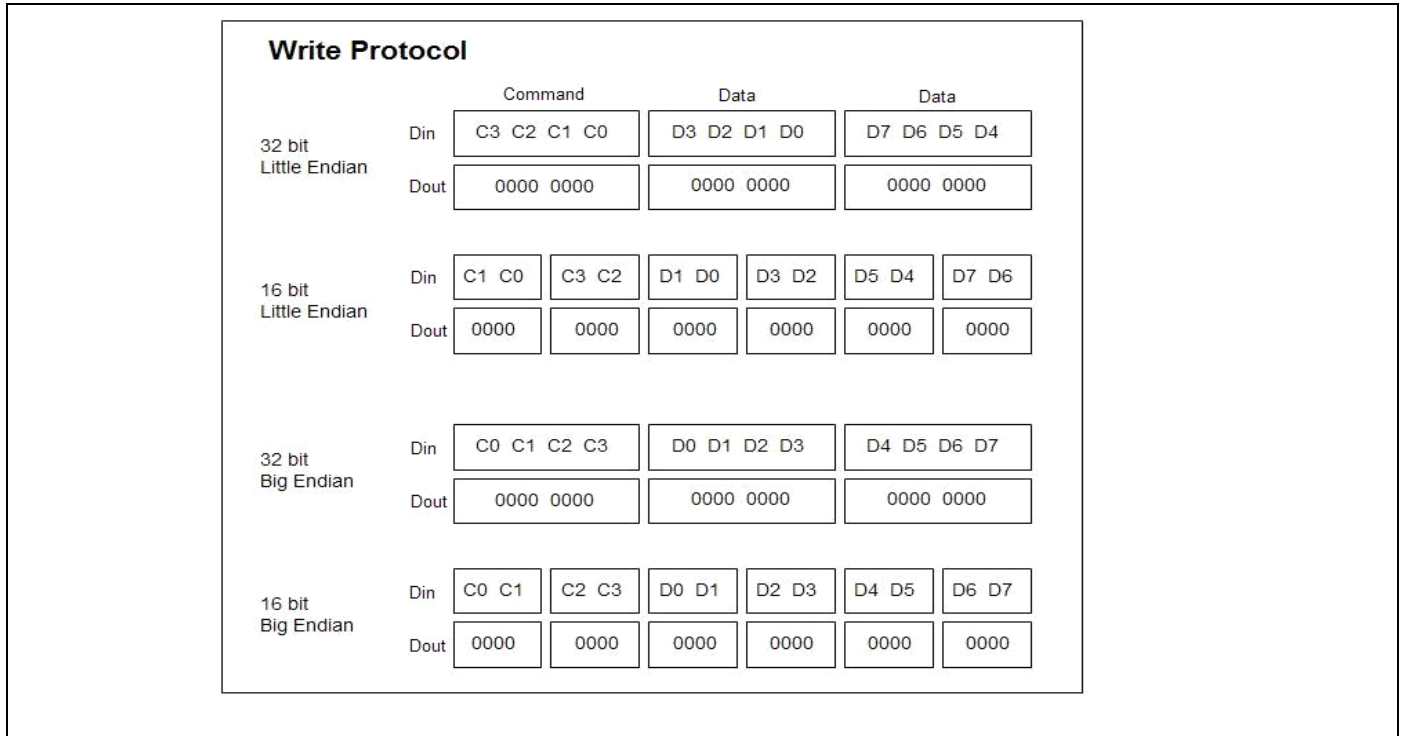 Write Protocol
Command Data Data
32 bit
Little Endian
Din C3 C2 C1 C0 D3 D2 D1 D0 D7 D6 D5 D4
Dout 0000 0000 0000 0000 0000 0000
16 bit
Little Endian
Din C1 C0 C3 C2 D1 D0 D3 D2 D5 D4 D7 D6
Dout 0000 0000 0000 0000 0000 0000
32 bit
Big Endian
Din C0 C1 C2 C3 D0 D1 D2 D3 D4 D5 D6 D7
Dout 0000 0000 0000 0000 0000 0000
16 bit
Big Endian
Din C0 C1 C2 C3 D0 D1 D2 D3 D4 D5 D6 D7
Dout 0000 0000 0000 0000 0000 0000